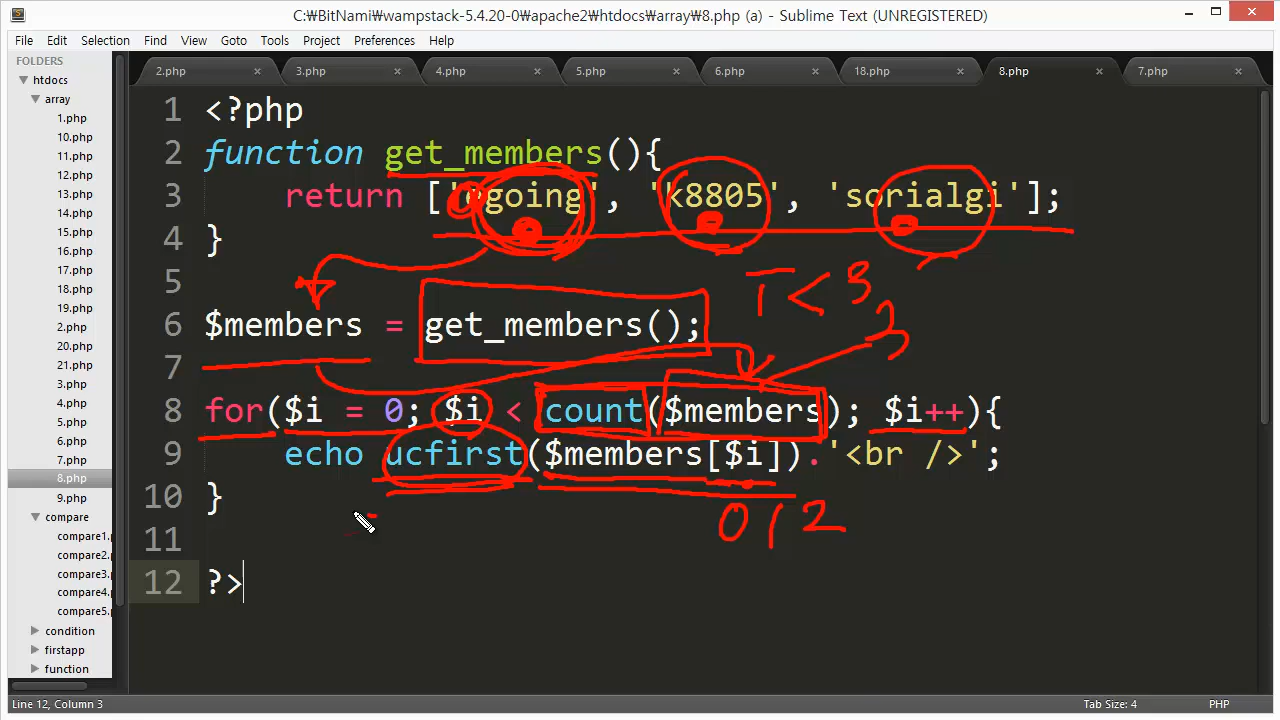 C:₩BitNami₩wampstack-5.4.20-0₩apache2₩htdocs₩array₩8.php (a) - Sublime Text (UNREGISTERED)
File Edit Selection Find View Goto Tools Project Preferences Help
FOLDERS
htdocs
array
1.php
10.php
11.php
12.php
13.php
14.php
15.php
16.php
17.php
18.php
19.php
2.php
20.php
21.php
3.php
4.php
5.php
6.php
7.php
8.php
9.php
compare
compare1.
compare2.
compare3.
compare4.
compare5.
condition
firstapp
function
2.php 3.php 4.php 5.php 6.php 18.php 8.php 7.php
1 <?php
2 function get_members(){
3 return ['egoing', 'k8805', 'sorialgi'];
4 }
5
i < 3
6 $members = get_members();
3
7
8 for($i = 0; $i < count($members); $i++){
9 echo ucfirst($members[$i]).'<br />';
10 }
0 1 2
11
12 ?>
Line 12, Column 3 Tab Size: 4 PHP